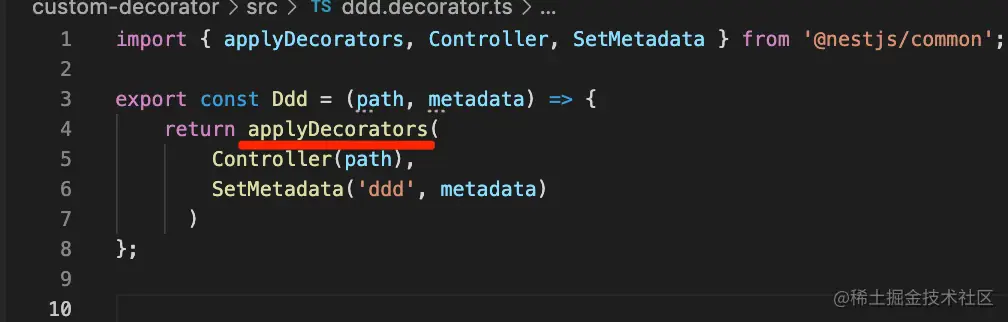 custom-decorator > src > TS ddd.decorator.ts > ...
1 import { applyDecorators, Controller, SetMetadata } from '@nestjs/common';
2
3 export const Ddd = (path, metadata) => {
4     return applyDecorators(
5         Controller(path),
6         SetMetadata('ddd', metadata)
7       )
8 };
9
10
@稀土掘金技术社区